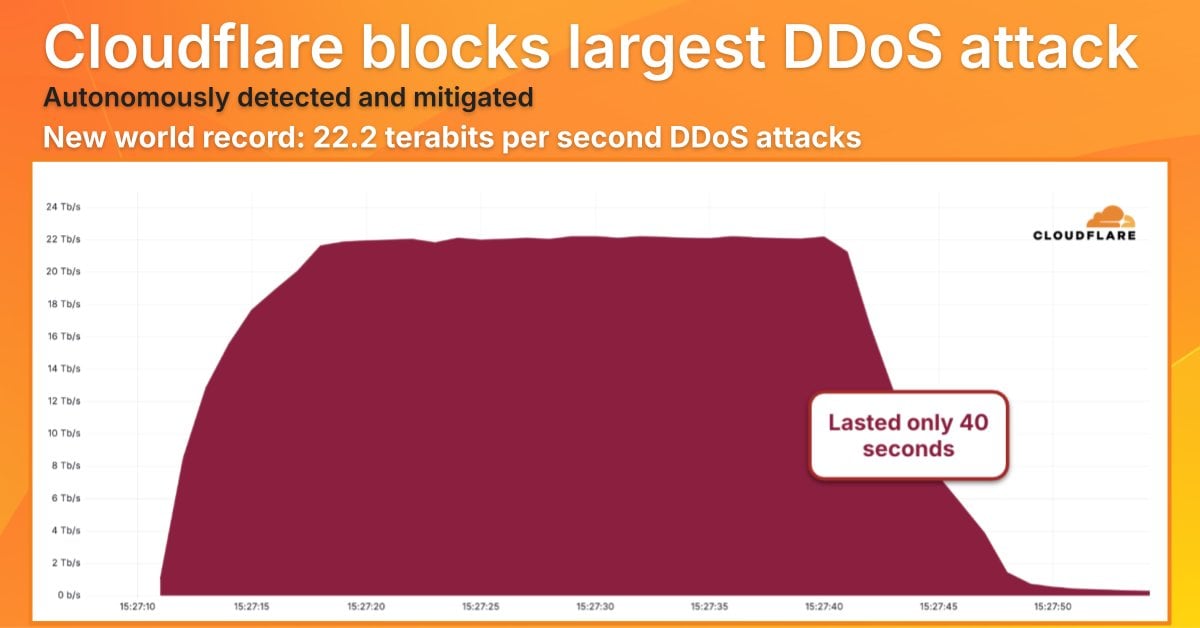 Cloudflare blocks largest DDoS attack
Autonomously detected and mitigated
New world record: 22.2 terabits per second DDoS attacks
24 Tb/s
CLOUDFLARE
22 Tb/s
20 Tb/s
18 Tb/s
16 Tb/s
14 Tb/s
12 Tb/s
Lasted only 40
seconds
10 Tb/s
8 Tb/s
6 Tb/s
4 Tb/s
2 Tb/s
0 b/s
15:27:10 15:27:15 15:27:20 15:27:25 15:27:30 15:27:35 15:27:40 15:27:45 15:27:50